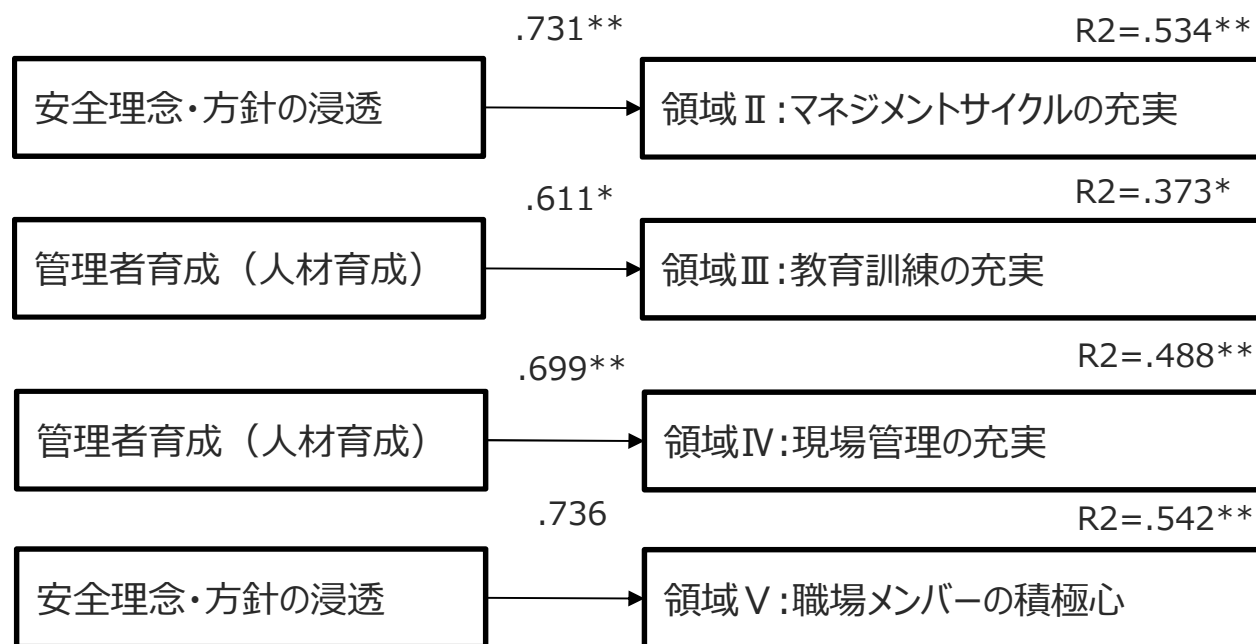 .731**
R2=.534**
安全理念・方針の浸透
領域Ⅱ:マネジメントサイクルの充実
.611*
R2=.373*
管理者育成（人材育成）
領域Ⅲ:教育訓練の充実
.699**
R2=.488**
管理者育成（人材育成）
領域Ⅳ:現場管理の充実
.736
R2=.542**
安全理念・方針の浸透
領域Ⅴ:職場メンバーの積極心